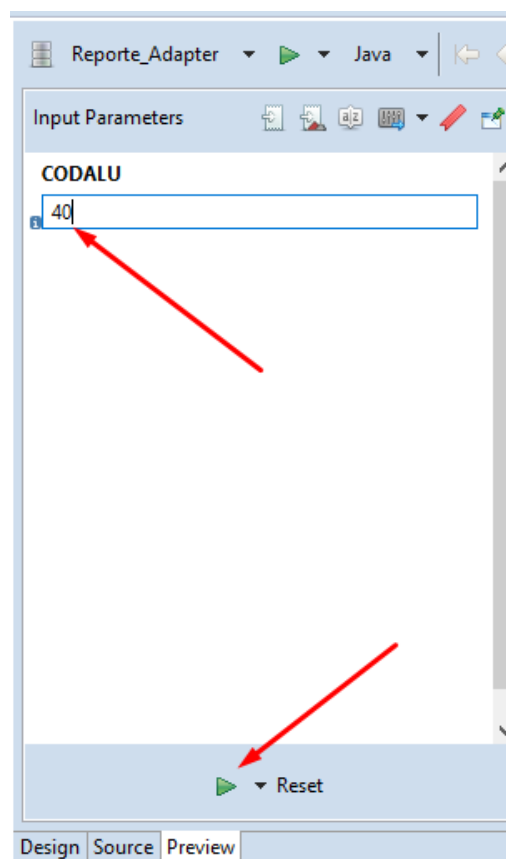 Reporte_Adapter Java
Input Parameters
CODALU
40
Reset
Design Source Preview